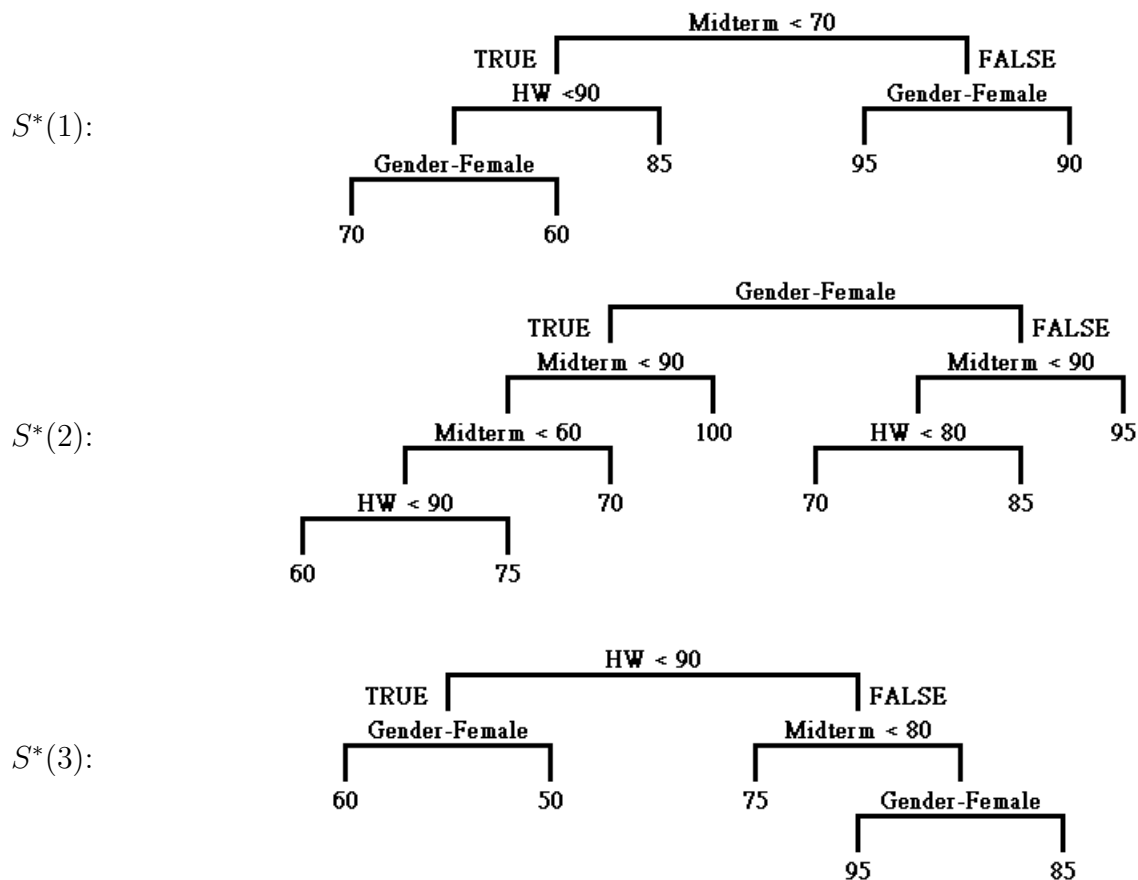 Midterm < 70
TRUE FALSE
HW <90 Gender-Female
S*(1):
Gender-Female 85 95 90
70 60
Gender-Female
TRUE FALSE
Midterm < 90 Midterm < 90
S*(2):
Midterm < 60 100 HW < 80 95
HW < 90 70 70 85
60 75
HW < 90
TRUE FALSE
Gender-Female Midterm < 80
S*(3):
60 50 75 Gender-Female
95 85